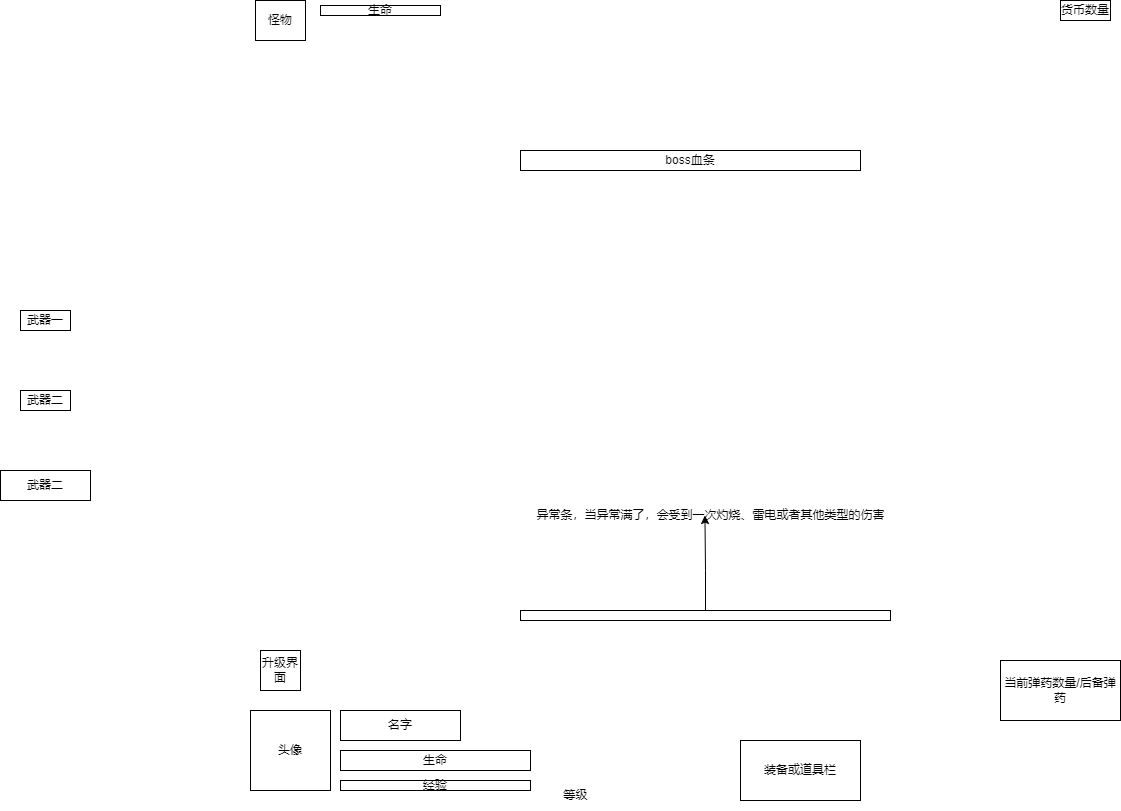 怪物
生命
货币数量
boss血条
武器一
武器二
武器二
异常条，当异常满了，会受到一次灼烧、雷电或者其他类型的伤害
升级界
面
当前弹药数量/后备弹
药
头像
名字
生命
经验
等级
装备或道具栏